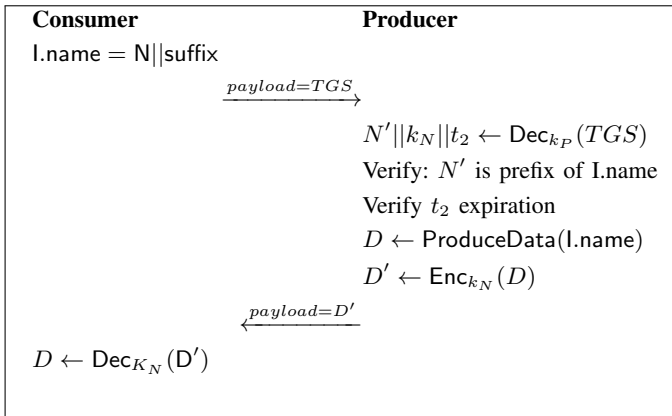 Consumer Producer
I.name = N||suffix
payload=TGS
N′||k_N||t_2 ← Dec_{k_P}(TGS)
Verify: N′ is prefix of I.name
Verify t_2 expiration
D ← ProduceData(I.name)
D′ ← Enc_{k_N}(D)
payload=D′
D ← Dec_{K_N}(D′)